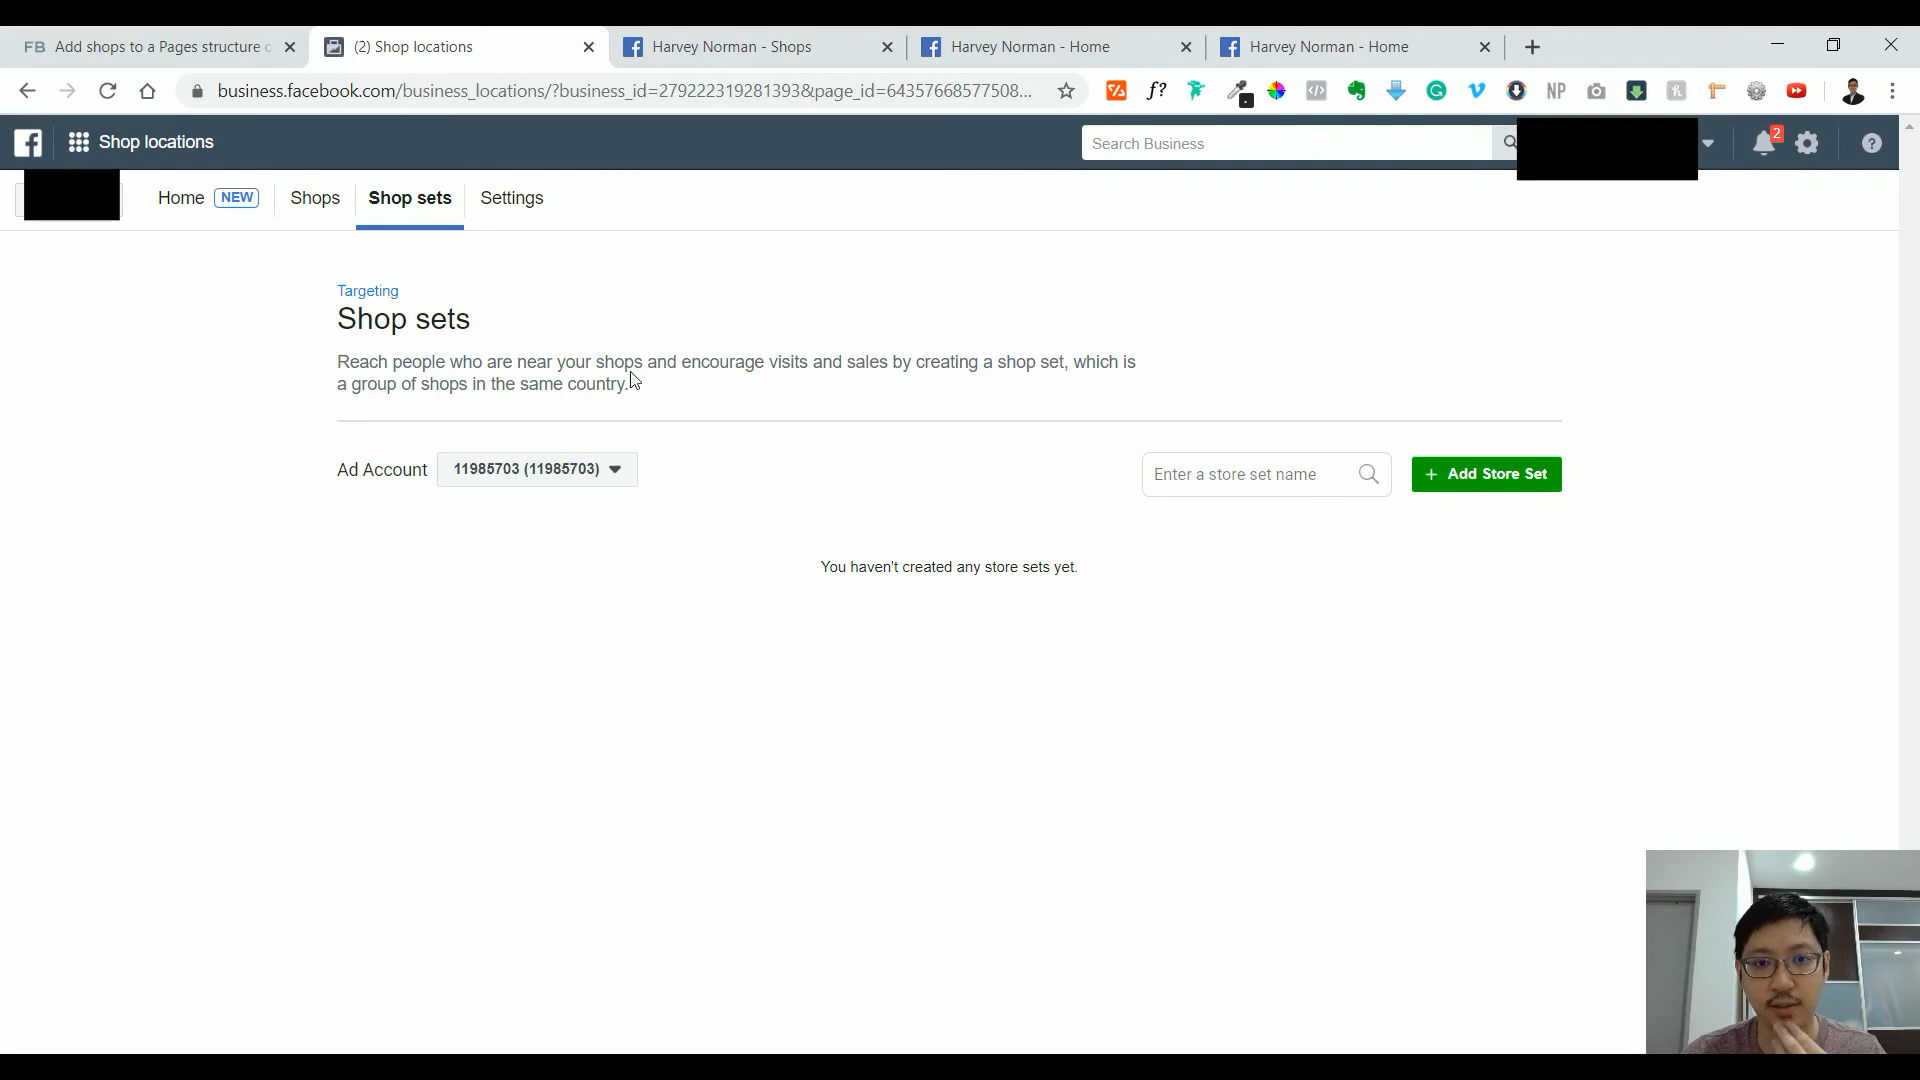 FB Add shops to a Pages structure
(2) Shop locations
Harvey Norman - Shops
Harvey Norman - Home
Harvey Norman - Home
business.facebook.com/business_locations/?business_id=279222319281393&page_id=64357668577508...
f?
NP
Shop locations
Search Business
2
?
Home NEW
Shops
Shop sets
Settings
Targeting
Shop sets
Reach people who are near your shops and encourage visits and sales by creating a shop set, which is
a group of shops in the same country.
Ad Account
11985703 (11985703)
Enter a store set name
+ Add Store Set
You haven't created any store sets yet.